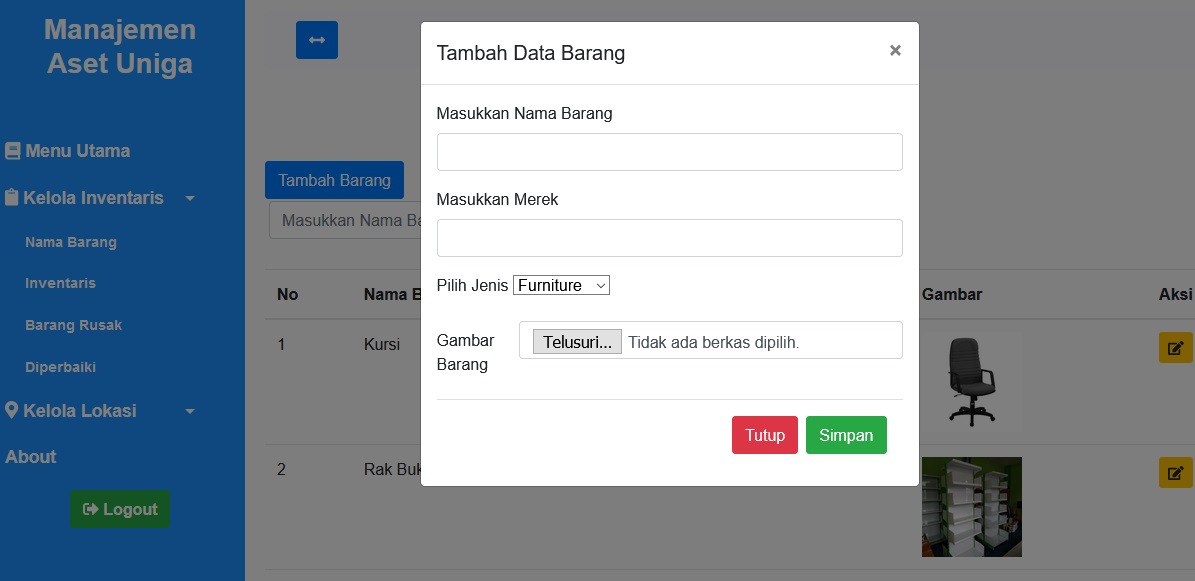 Manajemen
Aset Uniga
Menu Utama
Kelola Inventaris
Nama Barang
Inventaris
Barang Rusak
Diperbaiki
Kelola Lokasi
About
Logout
Tambah Barang
Masukkan Nama Ba
No
Nama B
Gambar
Aksi
1
Kursi
2
Rak Buk
Tambah Data Barang
×
Masukkan Nama Barang
Masukkan Merek
Pilih Jenis Furniture
Gambar
Barang
Telusuri... Tidak ada berkas dipilih.
Tutup Simpan